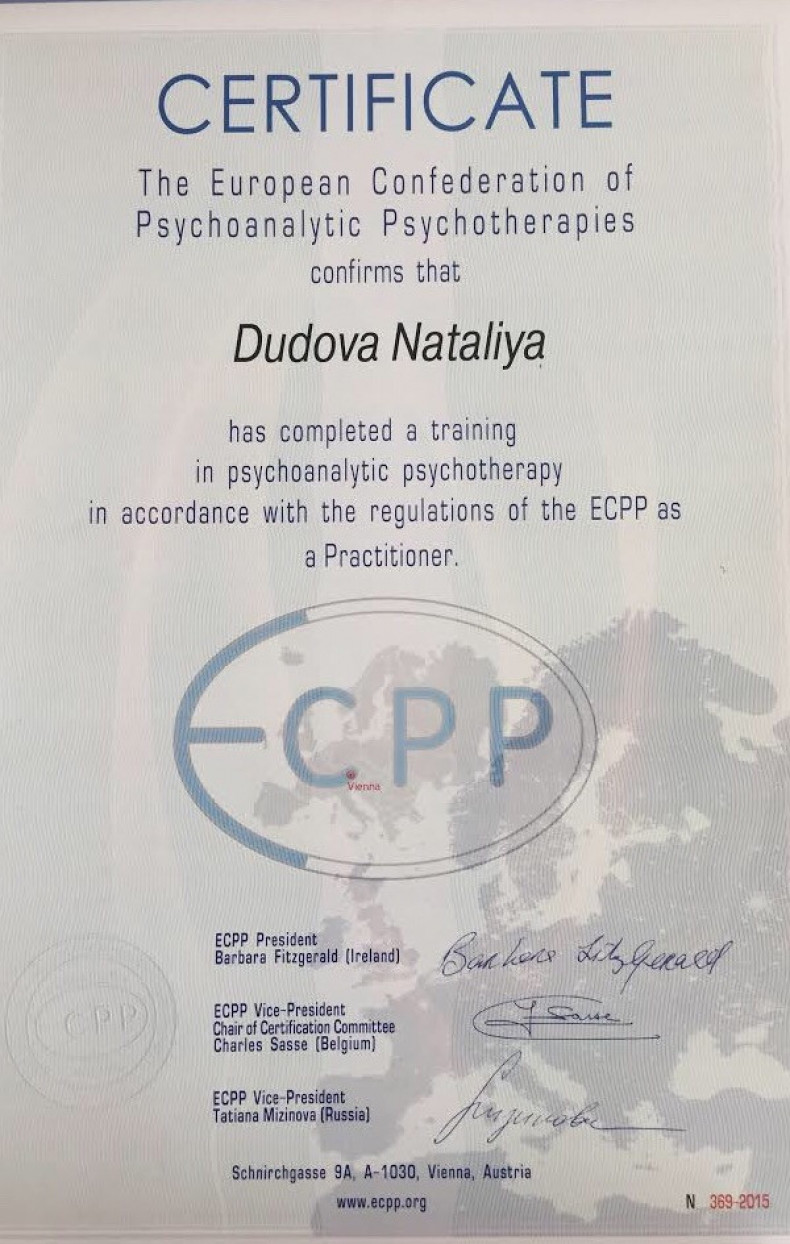 CERTIFICATE
The European Confederation of
Psychoanalytic Psychotherapies
confirms that
Dudova Nataliya
has completed a training
in psychoanalytic psychotherapy
in accordance with the regulations of the ECPP as
a Practitioner.
ECPP
Vienna
ECPP President
Barbara Fitzgerald (Ireland)
Barbara Fitzgerald
ECPP Vice-President
Chair of Certification Committee
Charles Sasse (Belgium)
Sasse
ECPP Vice-President
Tatiana Mizinova (Russia)
CPP
Schnirchgasse 9A, A-1030, Vienna, Austria
www.ecpp.org
N 369-2015